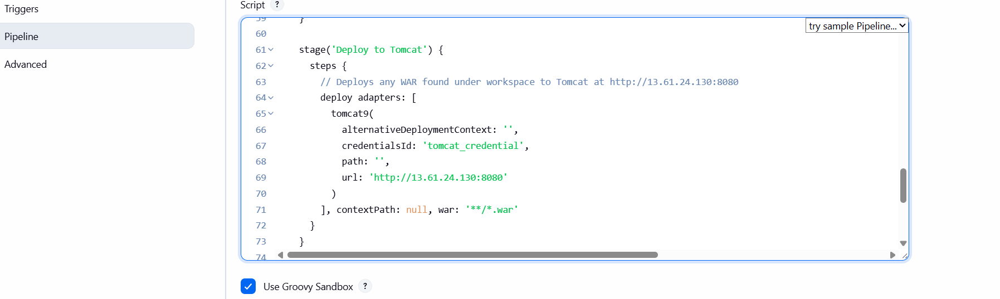 Triggers
Pipeline
Advanced
Script ?
try sample Pipeline...
59 }
60
61 stage('Deploy to Tomcat') {
62 steps {
63 // Deploys any WAR found under workspace to Tomcat at http://13.61.24.130:8080
64 deploy adapters: [
65 tomcat9(
66 alternativeDeploymentContext: '',
67 credentialsId: 'tomcat_credential',
68 path: '',
69 url: 'http://13.61.24.130:8080'
70 )
71 ], contextPath: null, war: '**/*.war'
72 }
73 }
74
Use Groovy Sandbox ?